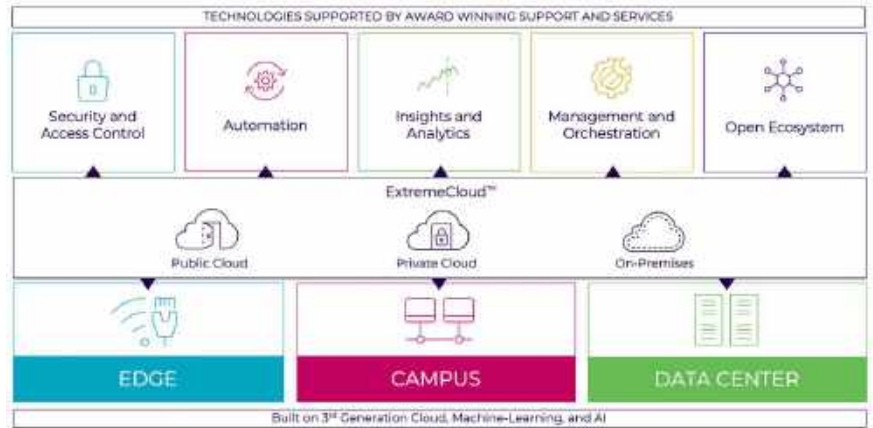 TECHNOLOGIES SUPPORTED BY AWARD WINNING SUPPORT AND SERVICES
Security and
Access Control
Automation
Insights and
Analytics
Management and
Orchestration
Open Ecosystem
ExtremeCloud™
Public Cloud
Private Cloud
On-Premises
EDGE
CAMPUS
DATA CENTER
Built on 3rd Generation Cloud, Machine-Learning, and AI